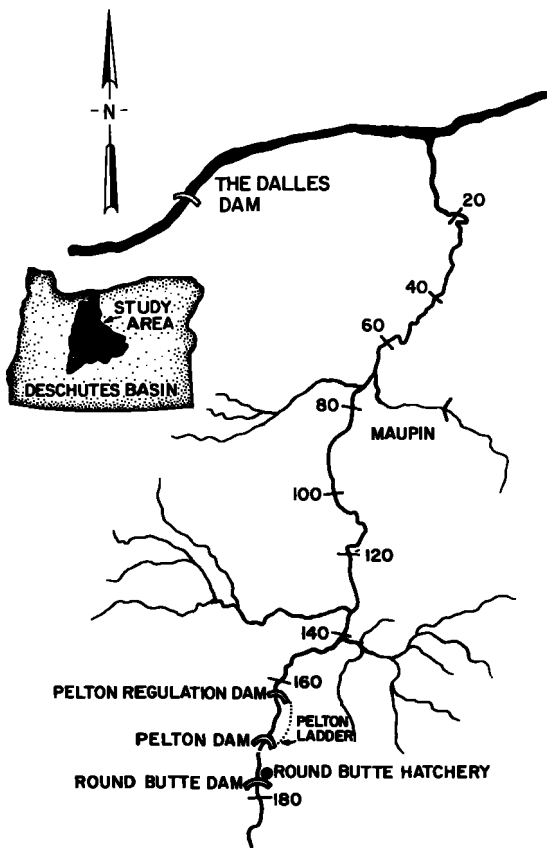 -N-
THE DALLES
DAM
20
40
STUDY
AREA
60
DESCHUTES BASIN
80
MAUPIN
100
120
140
160
PELTON REGULATION DAM
PELTON
LADDER
PELTON DAM
ROUND BUTTE HATCHERY
ROUND BUTTE DAM
180